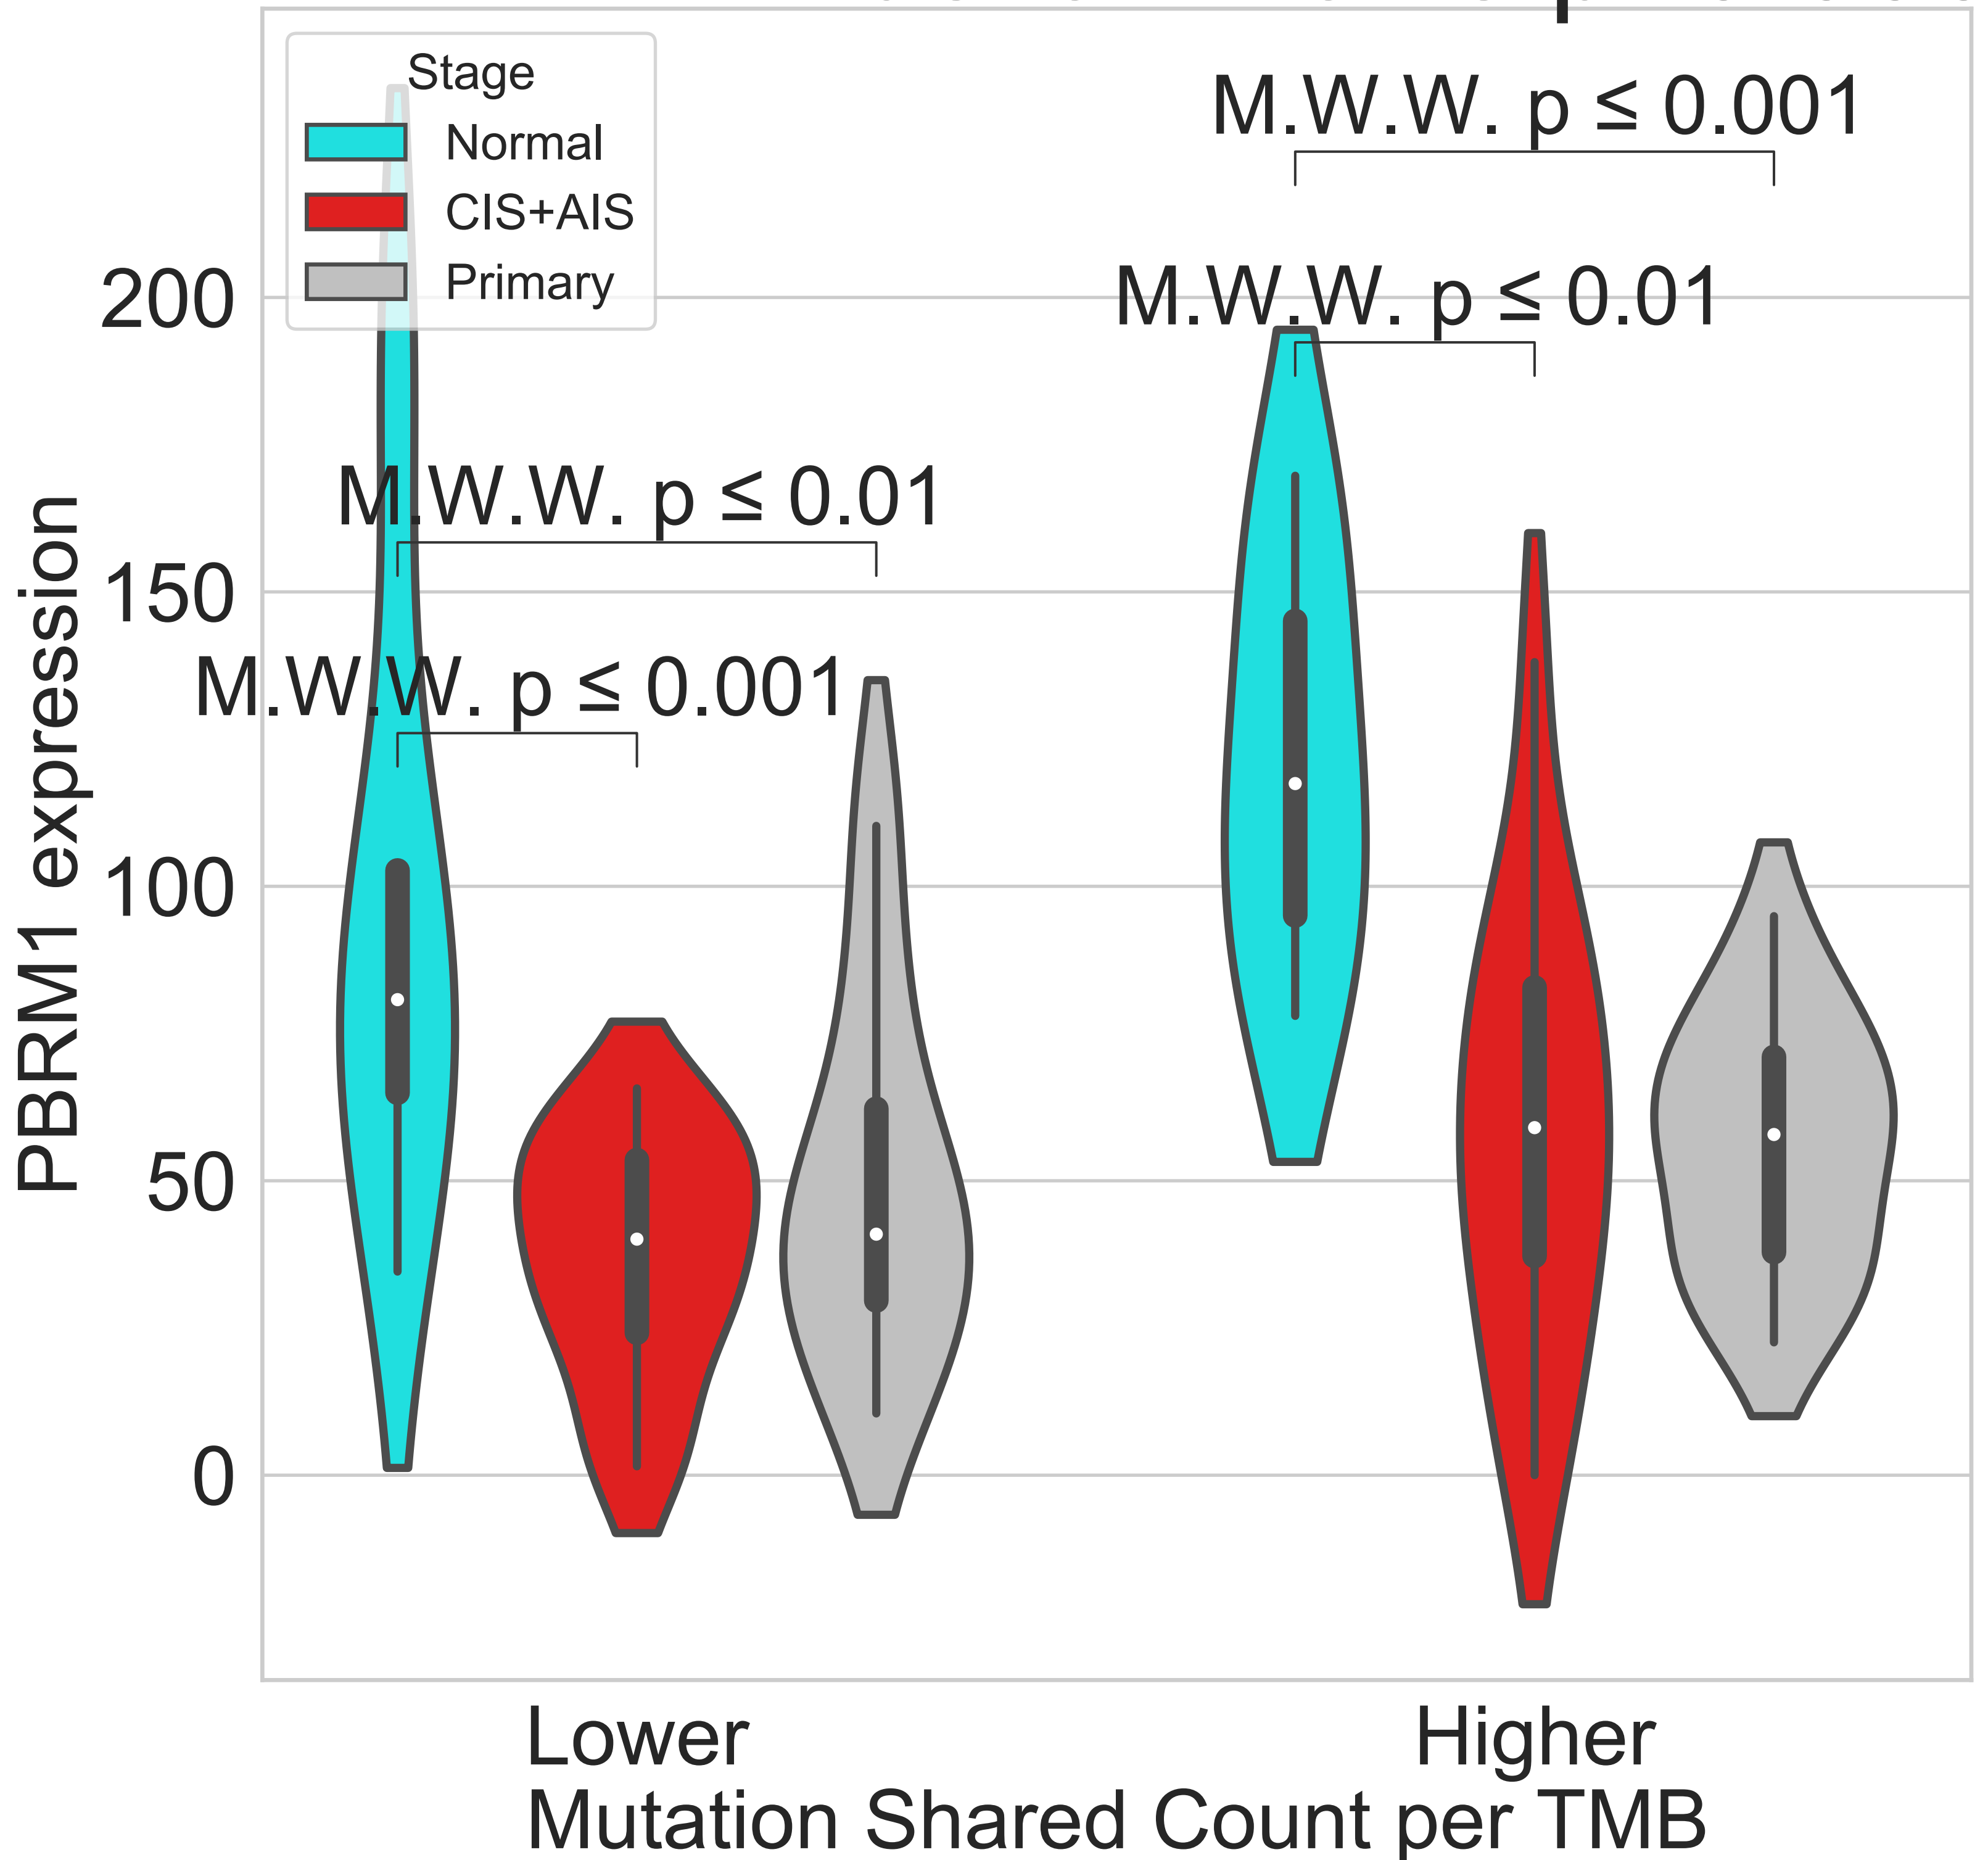 Stage
Normal
CIS+AIS
Primary
M.W.W. p ≤ 0.001
M.W.W. p ≤ 0.01
M.W.W. p ≤ 0.01
M.W.W. p ≤ 0.001
PBRM1 expression
200
150
100
50
0
Lower
Higher
Mutation Shared Count per TMB